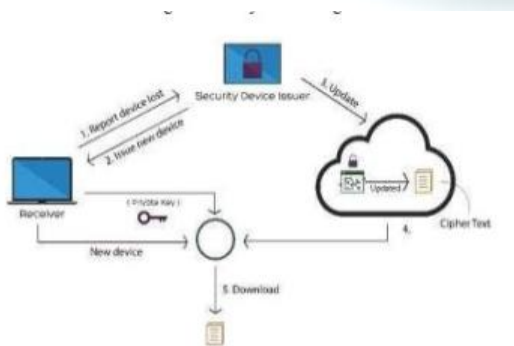 Security Device Issuer
1. Report device lost
2. Issue new device
3. Update
Updated
Receiver
( Private Key )
New device
4.
Cipher Text
5. Download